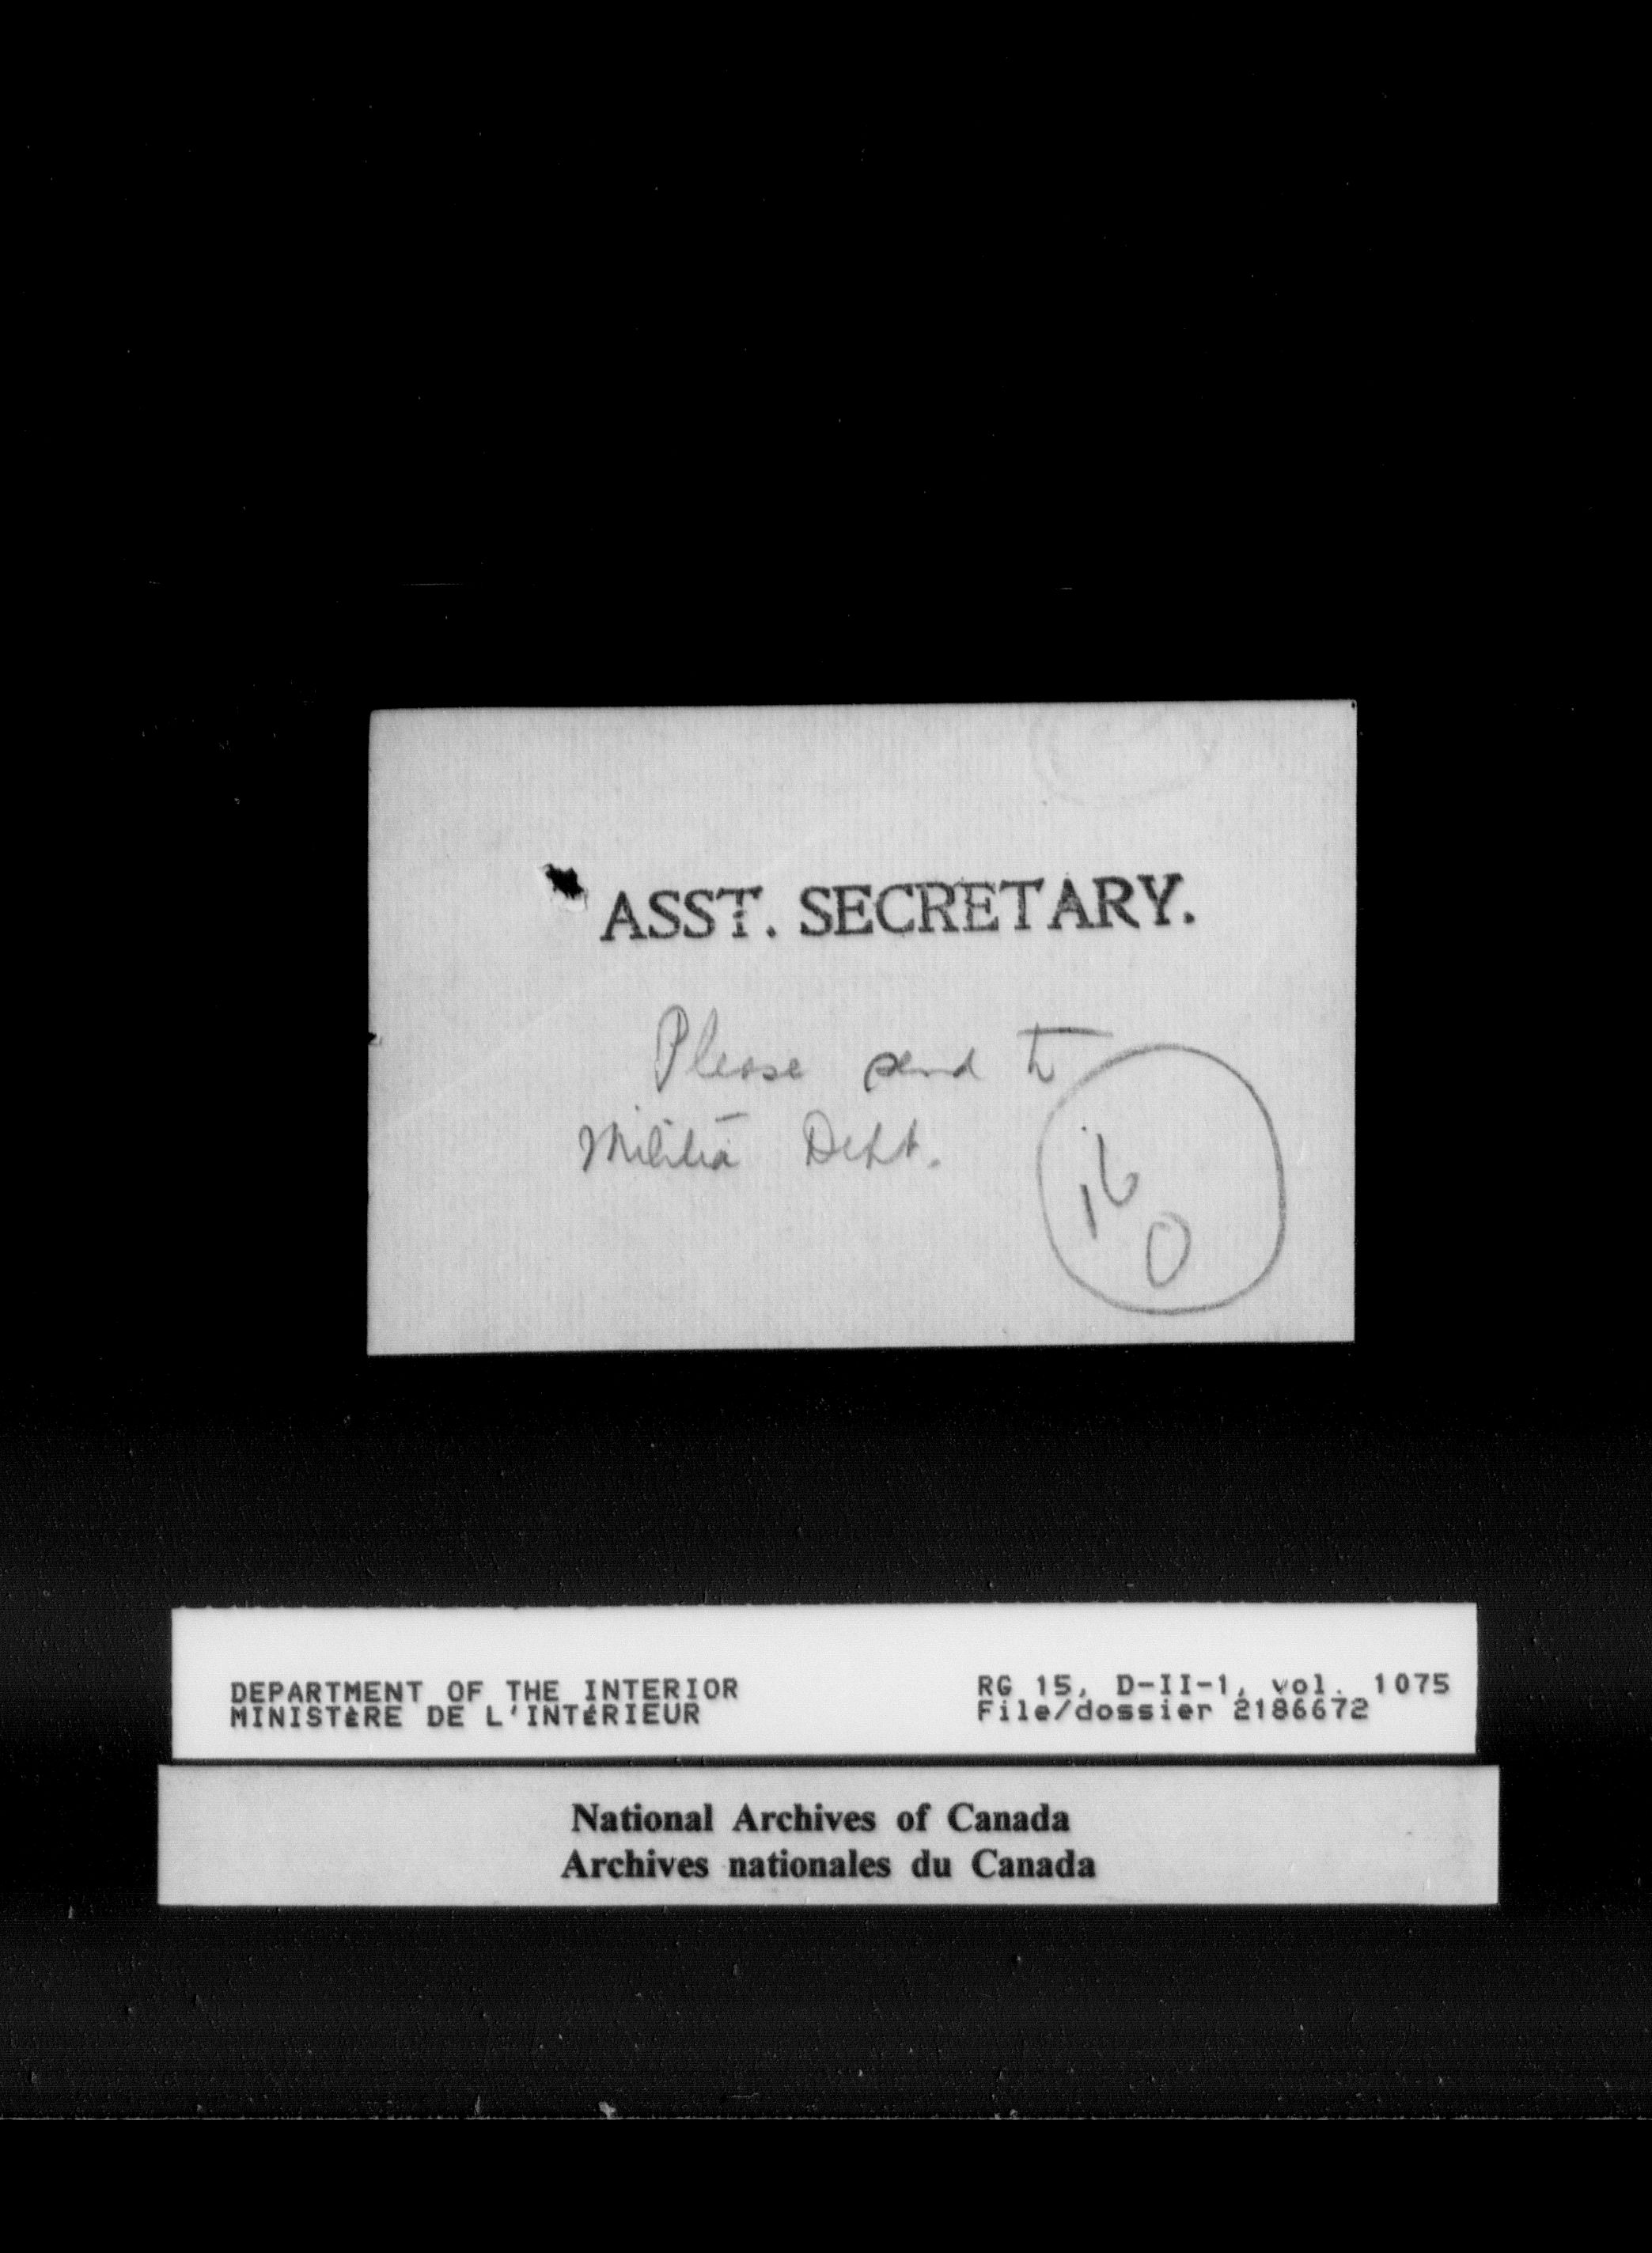 ASST. SECRETARY.
Please send to
Militia Dept.
DEPARTMENT OF THE INTERIOR
MINISTÈRE DE L'INTÉRIEUR
RG 15, D-II-1, vol. 1075
File/dossier 2186672
National Archives of Canada
Archives nationales du Canada